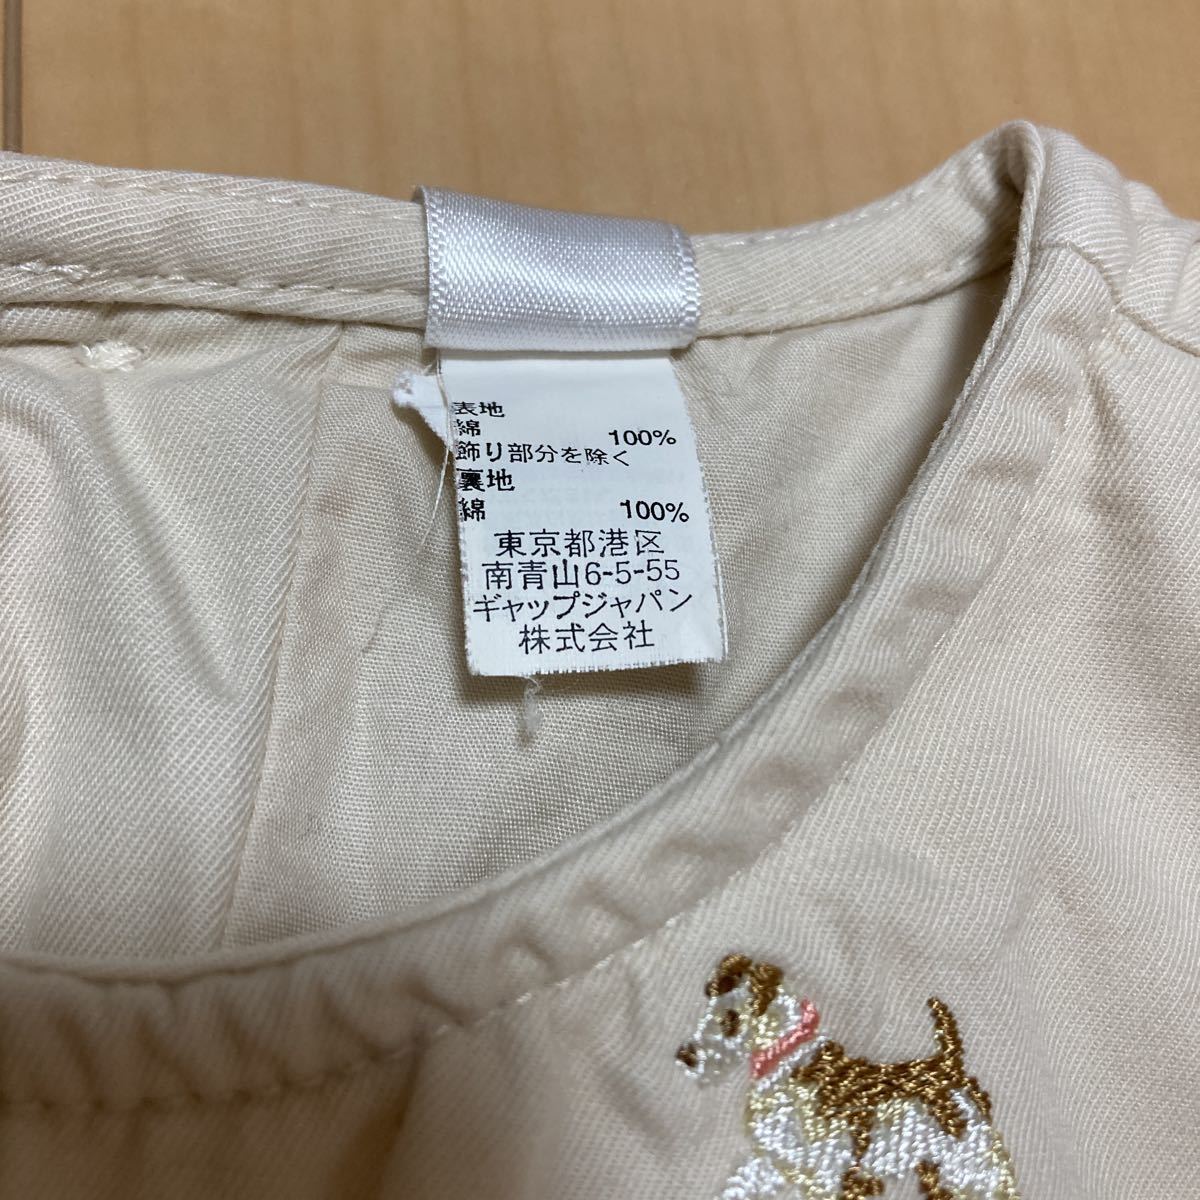 表地
綿 100%
飾り部分を除く
裏地
綿 100%
東京都港区
南青山6-5-55
ギャップジャパン
株式会社